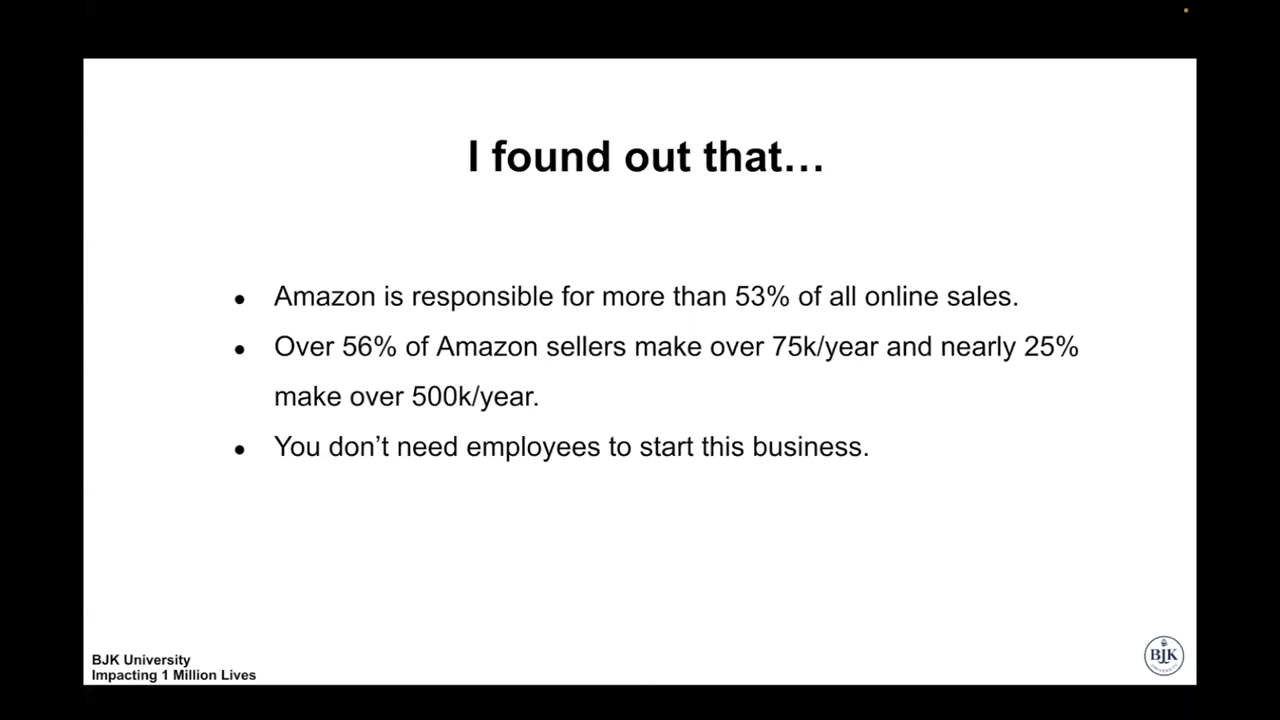 I found out that…
● Amazon is responsible for more than 53% of all online sales.
● Over 56% of Amazon sellers make over 75k/year and nearly 25%
make over 500k/year.
● You don’t need employees to start this business.
BJK University
Impacting 1 Million Lives
BJK
UNIVERSITY